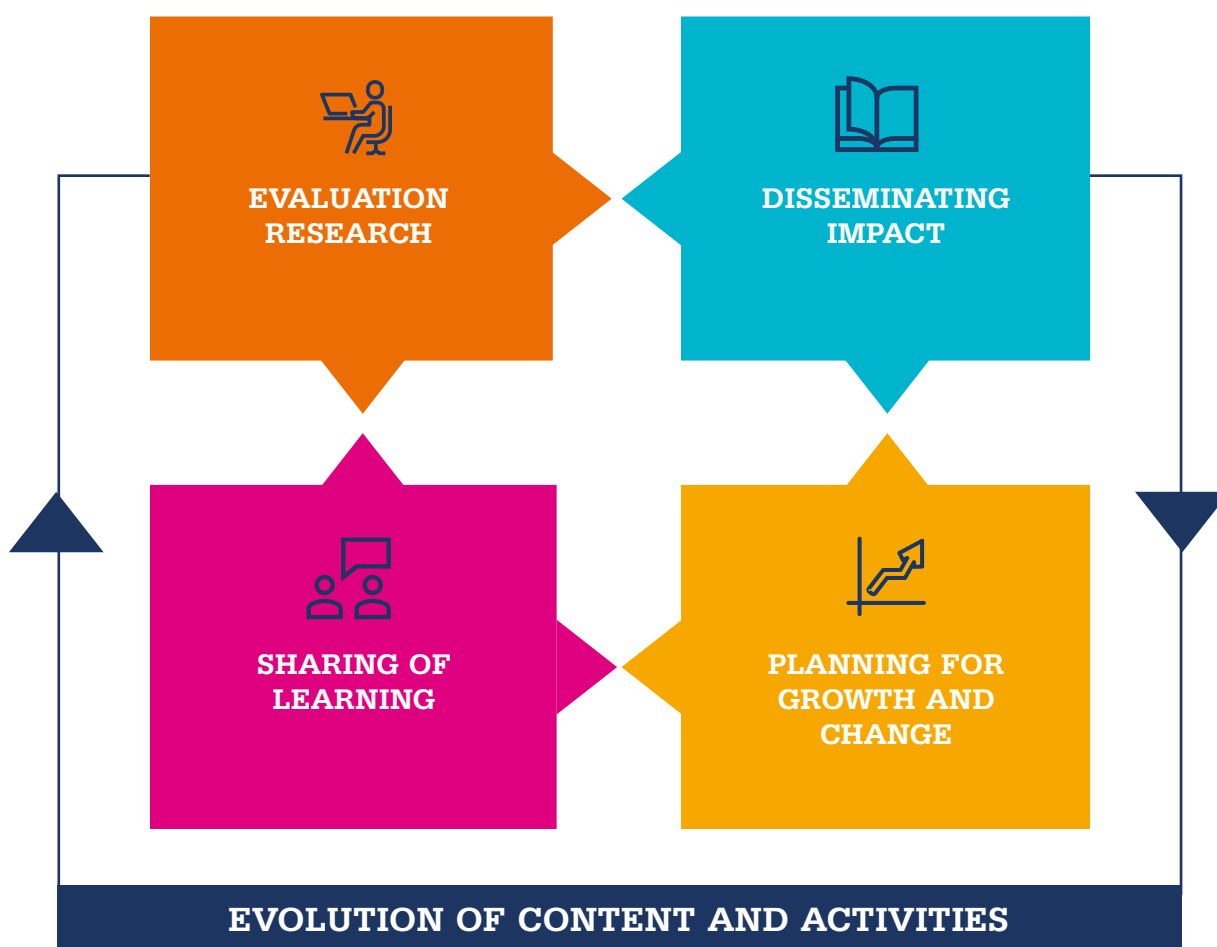 EVALUATION
RESEARCH
DISSEMINATING
IMPACT
SHARING OF
LEARNING
PLANNING FOR
GROWTH AND
CHANGE
EVOLUTION OF CONTENT AND ACTIVITIES